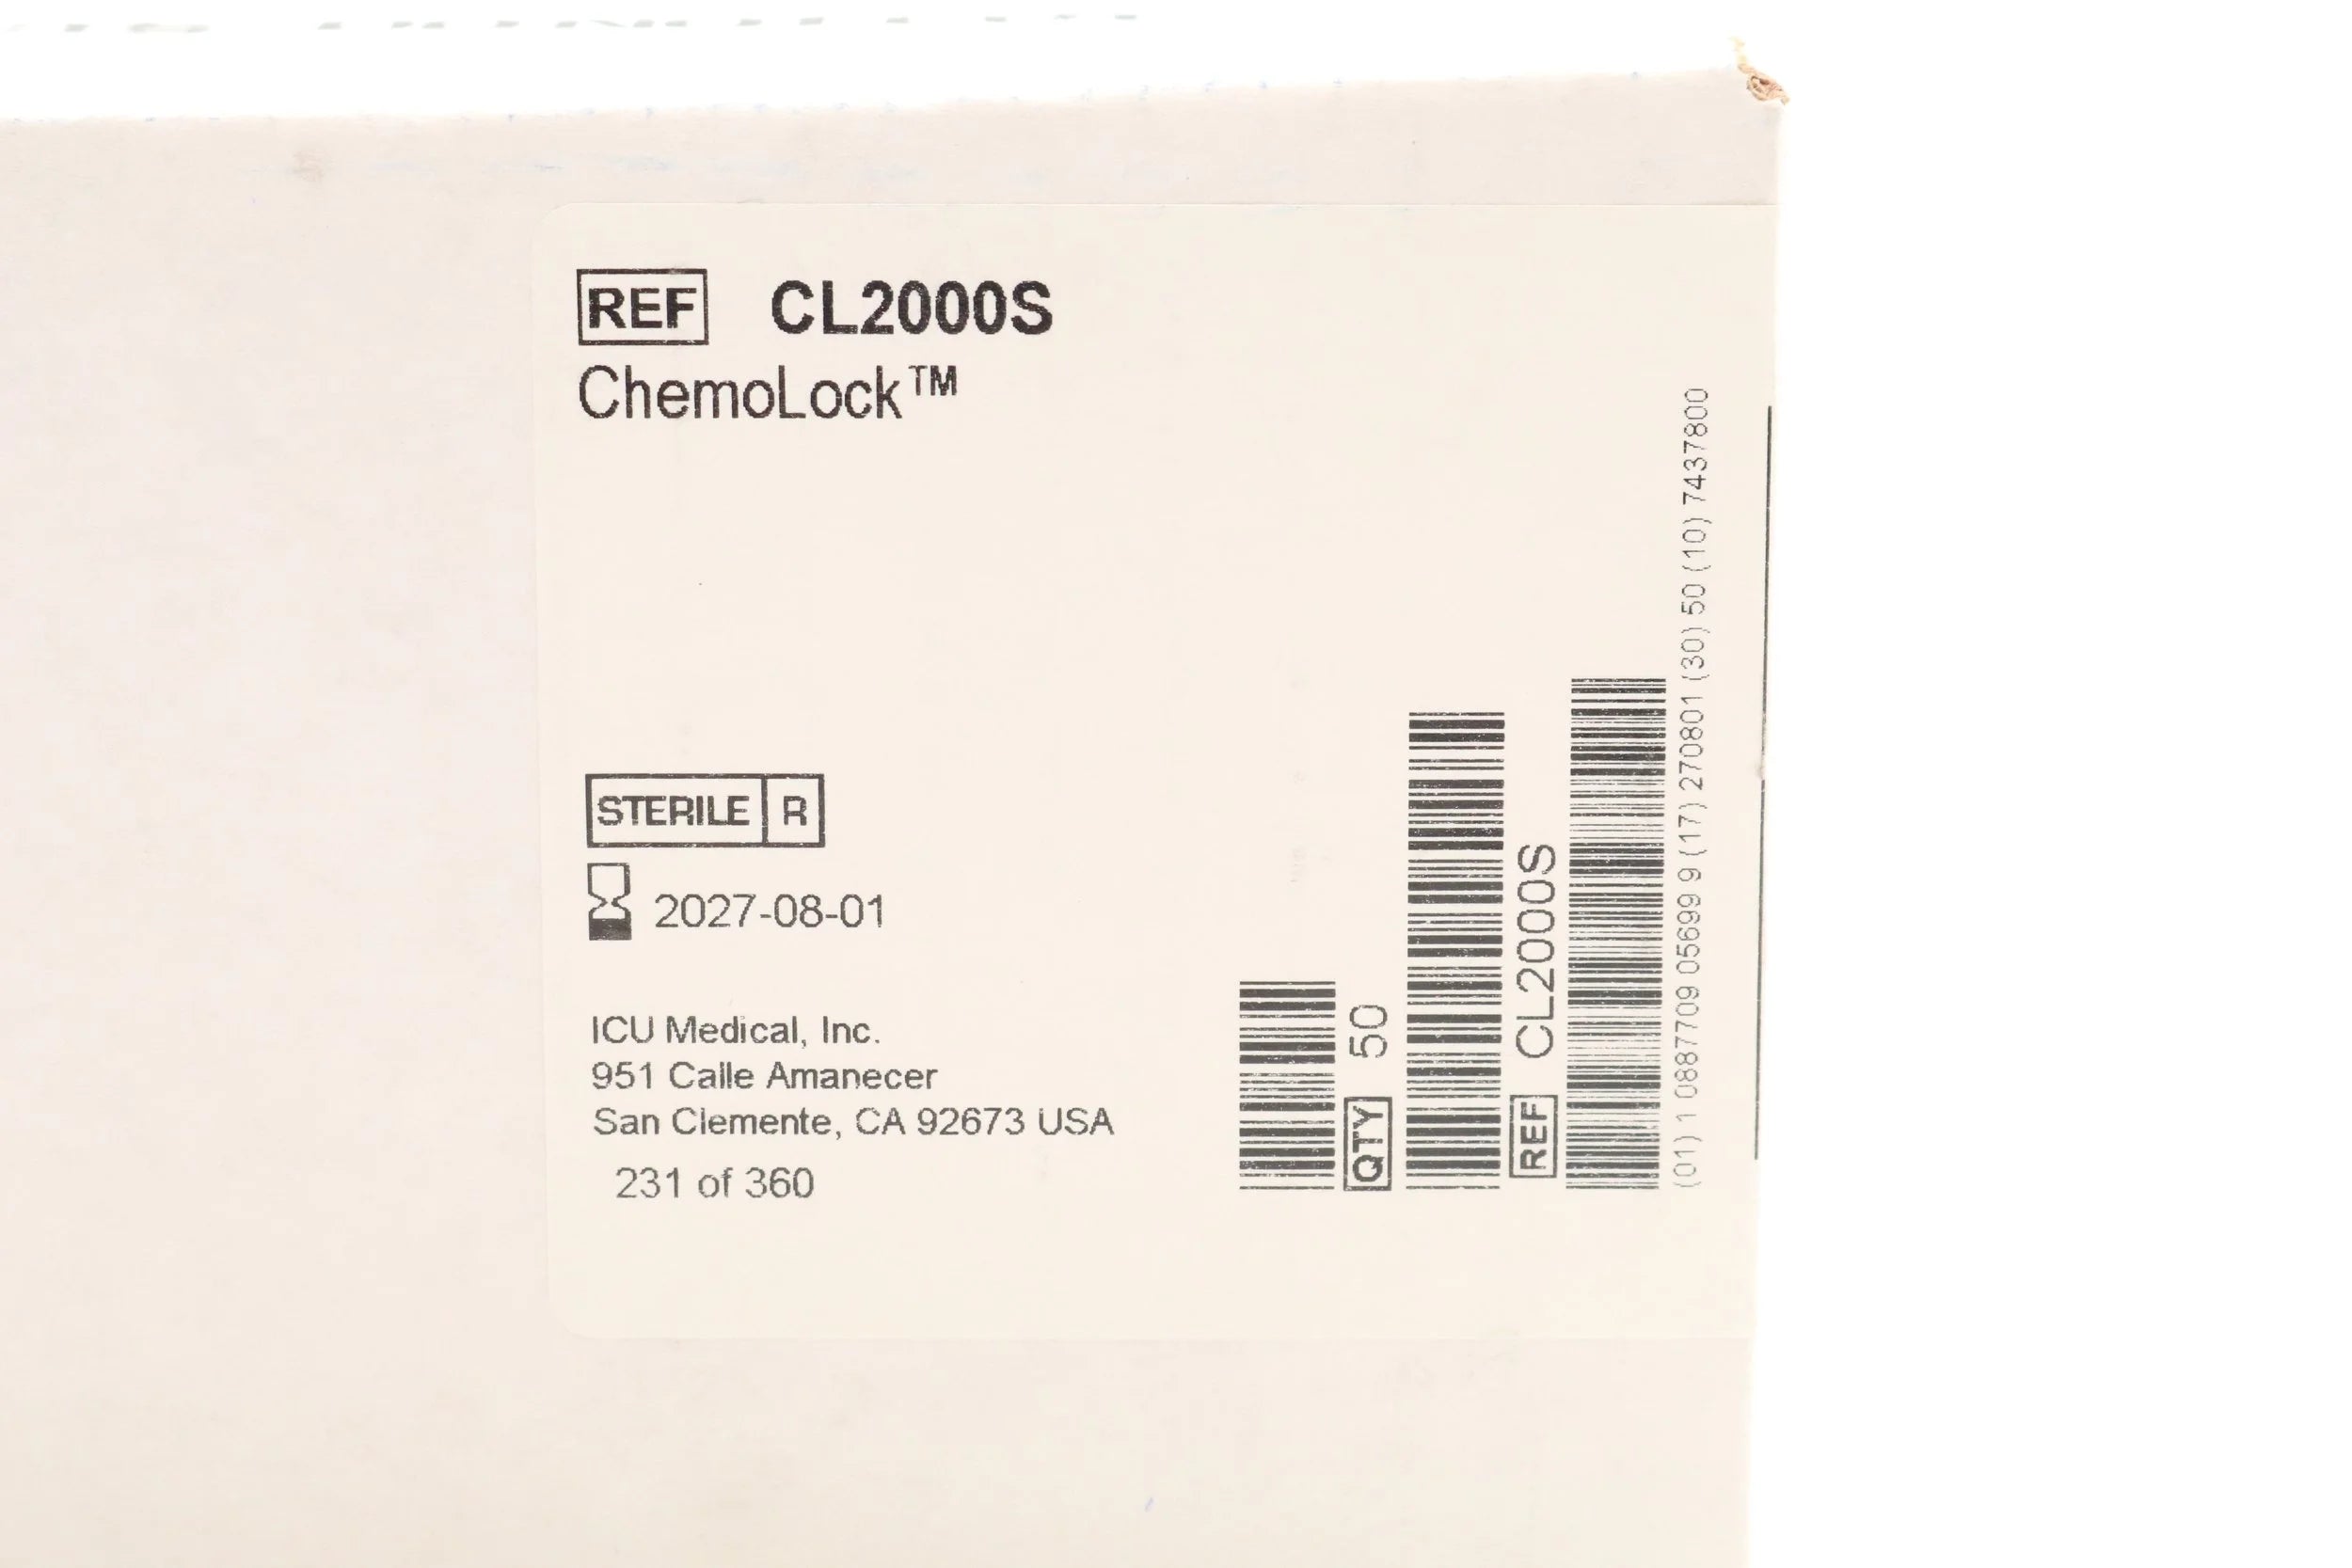 REF CL2000S
ChemoLock™
STERILE R
2027-08-01
ICU Medical, Inc.
951 Calle Amanecer
San Clemente, CA 92673 USA
231 of 360
QTY 50
REF CL2000S
(01) 1 0887709 05699 9 (17) 270801 (30) 50 (10) 7437800